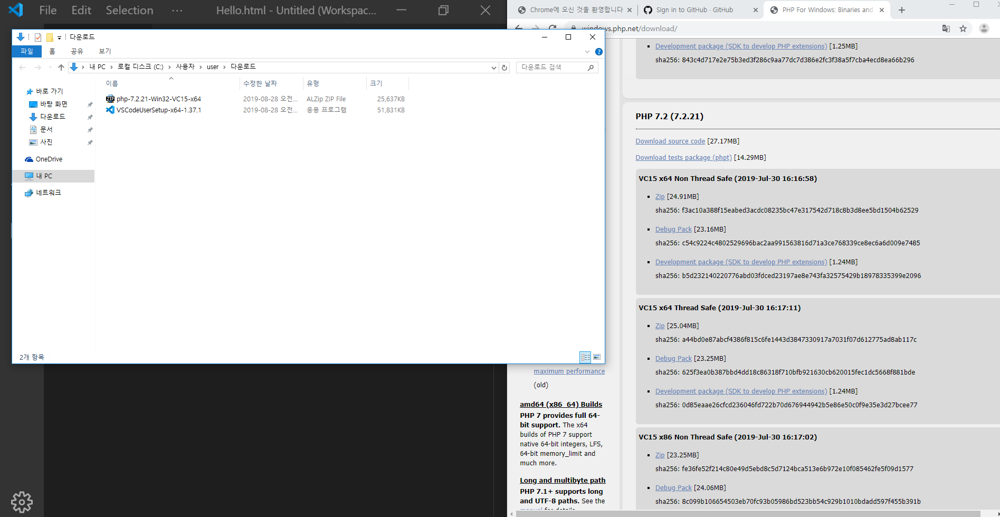 File Edit Selection ··· Hello.html - Untitled (Workspac...
다운로드
파일 홈 공유 보기
내 PC › 로컬 디스크 (C:) › 사용자 › user › 다운로드
다운로드 검색
이름 수정한 날짜 유형 크기
php-7.2.21-Win32-VC15-x64 2019-08-28 오전... ALZip ZIP File 25,637KB
VSCodeUserSetup-x64-1.37.1 2019-08-28 오전... 응용 프로그램 51,831KB
바로 가기
바탕 화면
다운로드
문서
사진
OneDrive
내 PC
네트워크
2개 항목
Chrome에 오신 것을 환영합니다
Sign in to GitHub · GitHub
PHP For Windows: Binaries and
windows.php.net/download/
maximum performance
(old)
amd64 (x86_64) Builds
PHP 7 provides full 64-
bit support. The x64
builds of PHP 7 support
native 64-bit integers, LFS,
64-bit memory_limit and
much more.
Long and multibyte path
PHP 7.1+ supports long
and UTF-8 paths. See the
manual for details
Development package (SDK to develop PHP extensions) [1.25MB]
sha256: 843c4d717e2e75b3ed3f286c9aa77dc7d386e2fc3f38a5f7cba4ecd8ea66b296
PHP 7.2 (7.2.21)
Download source code [27.17MB]
Download tests package (phpt) [14.29MB]
VC15 x64 Non Thread Safe (2019-Jul-30 16:16:58)
Zip [24.91MB]
sha256: f3ac10a388f15eabed3acdc08235bc47e317542d718c8b3d8ee5bd1504b62529
Debug Pack [23.16MB]
sha256: c54c9224c4802529696bac2aa991563816d71a3ce768339ce8ec6a6d009e7485
Development package (SDK to develop PHP extensions) [1.24MB]
sha256: b5d232140220776abd03fdced23197ae8e743fa32575429b18978335399e2096
VC15 x64 Thread Safe (2019-Jul-30 16:17:11)
Zip [25.04MB]
sha256: a44bd0e87abcf4386f815c6fe1443d3847330917a7031f07d612775ad8ab117c
Debug Pack [23.25MB]
sha256: 625f3ea0b387bbd4dd18c86318f710bfb921630cb620015fec1dc5668f881bde
Development package (SDK to develop PHP extensions) [1.24MB]
sha256: 0d85eaae26cfcd236046fd722b70d676944942b5e86e50c0f9e35e3d27bcee77
VC15 x86 Non Thread Safe (2019-Jul-30 16:17:02)
Zip [23.25MB]
sha256: fe36fe52f214c80e49d5ebd8c5d7124bca513e6b972e10f085462fe5f09d1577
Debug Pack [24.06MB]
sha256: 8c099b106654503eb70fc93b05986bd523bb54c929b1010bdadd597f455b391b